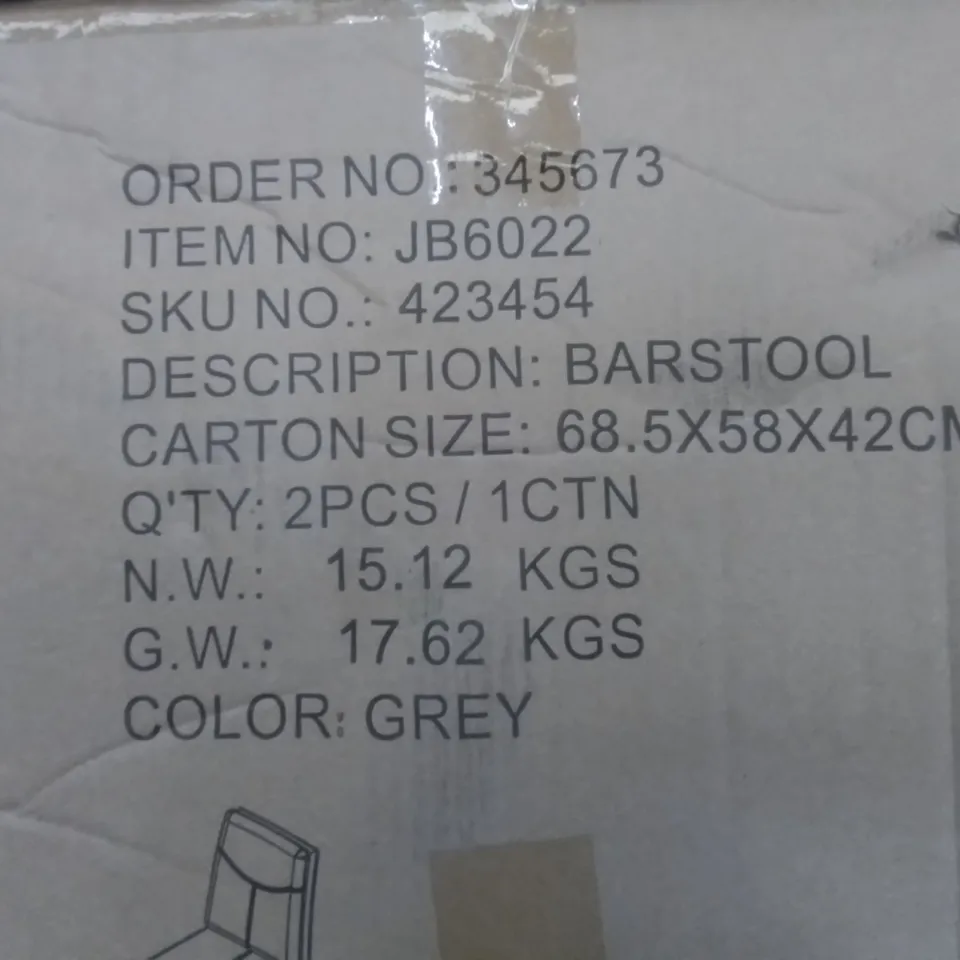 ORDER NO.: 345673
ITEM NO: JB6022
SKU NO.: 423454
DESCRIPTION: BARSTOOL
CARTON SIZE: 68.5X58X42CM
Q'TY: 2PCS / 1CTN
N.W.: 15.12 KGS
G.W.: 17.62 KGS
COLOR: GREY